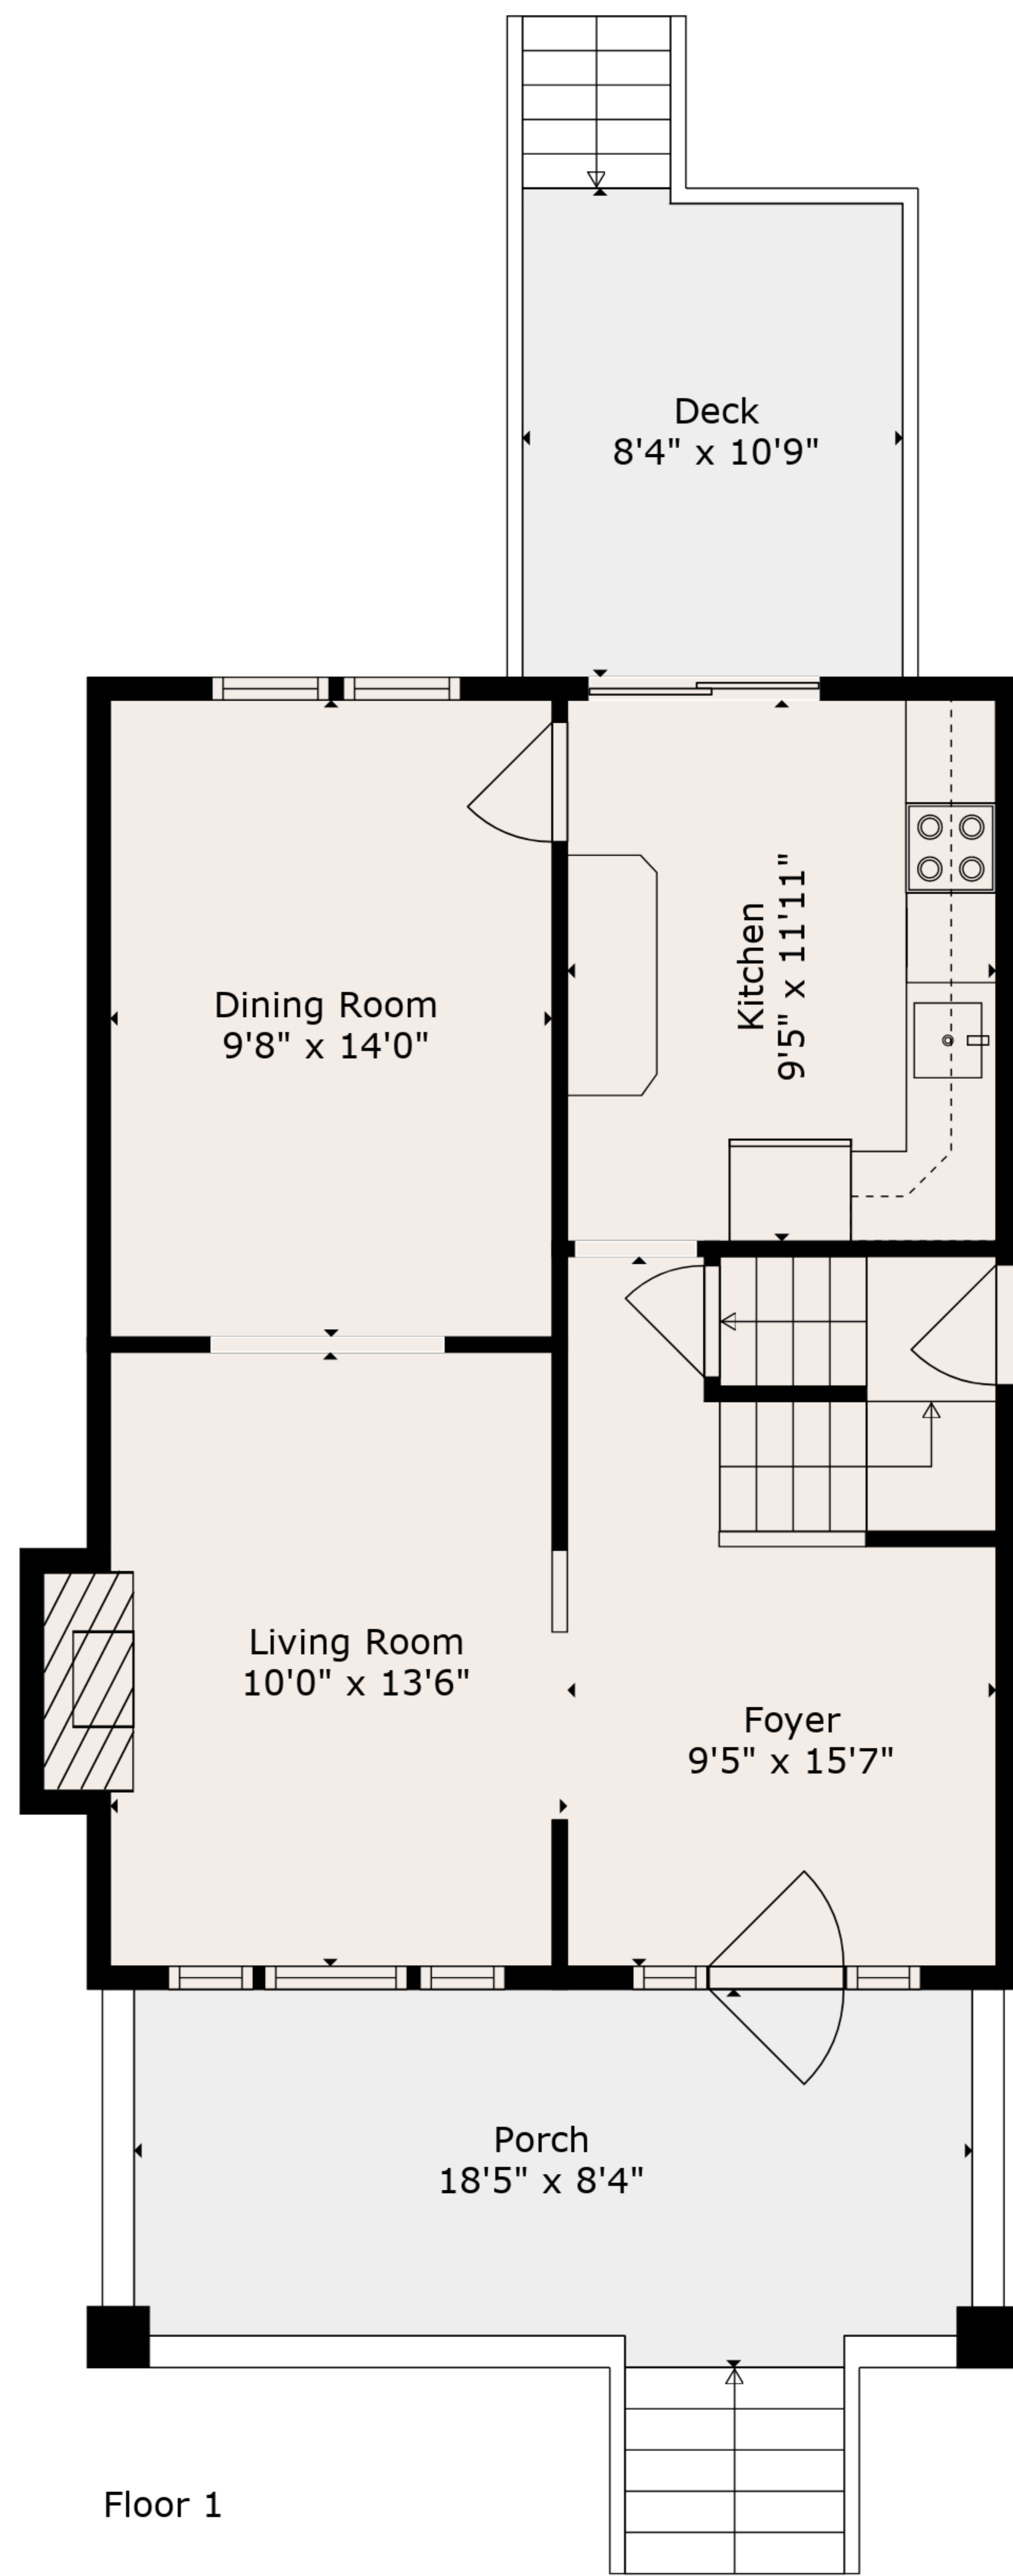 Deck
8'4" x 10'9"
Kitchen
9'5" x 11'11"
Dining Room
9'8" x 14'0"
Living Room
10'0" x 13'6"
Foyer
9'5" x 15'7"
Porch
18'5" x 8'4"
Floor 1